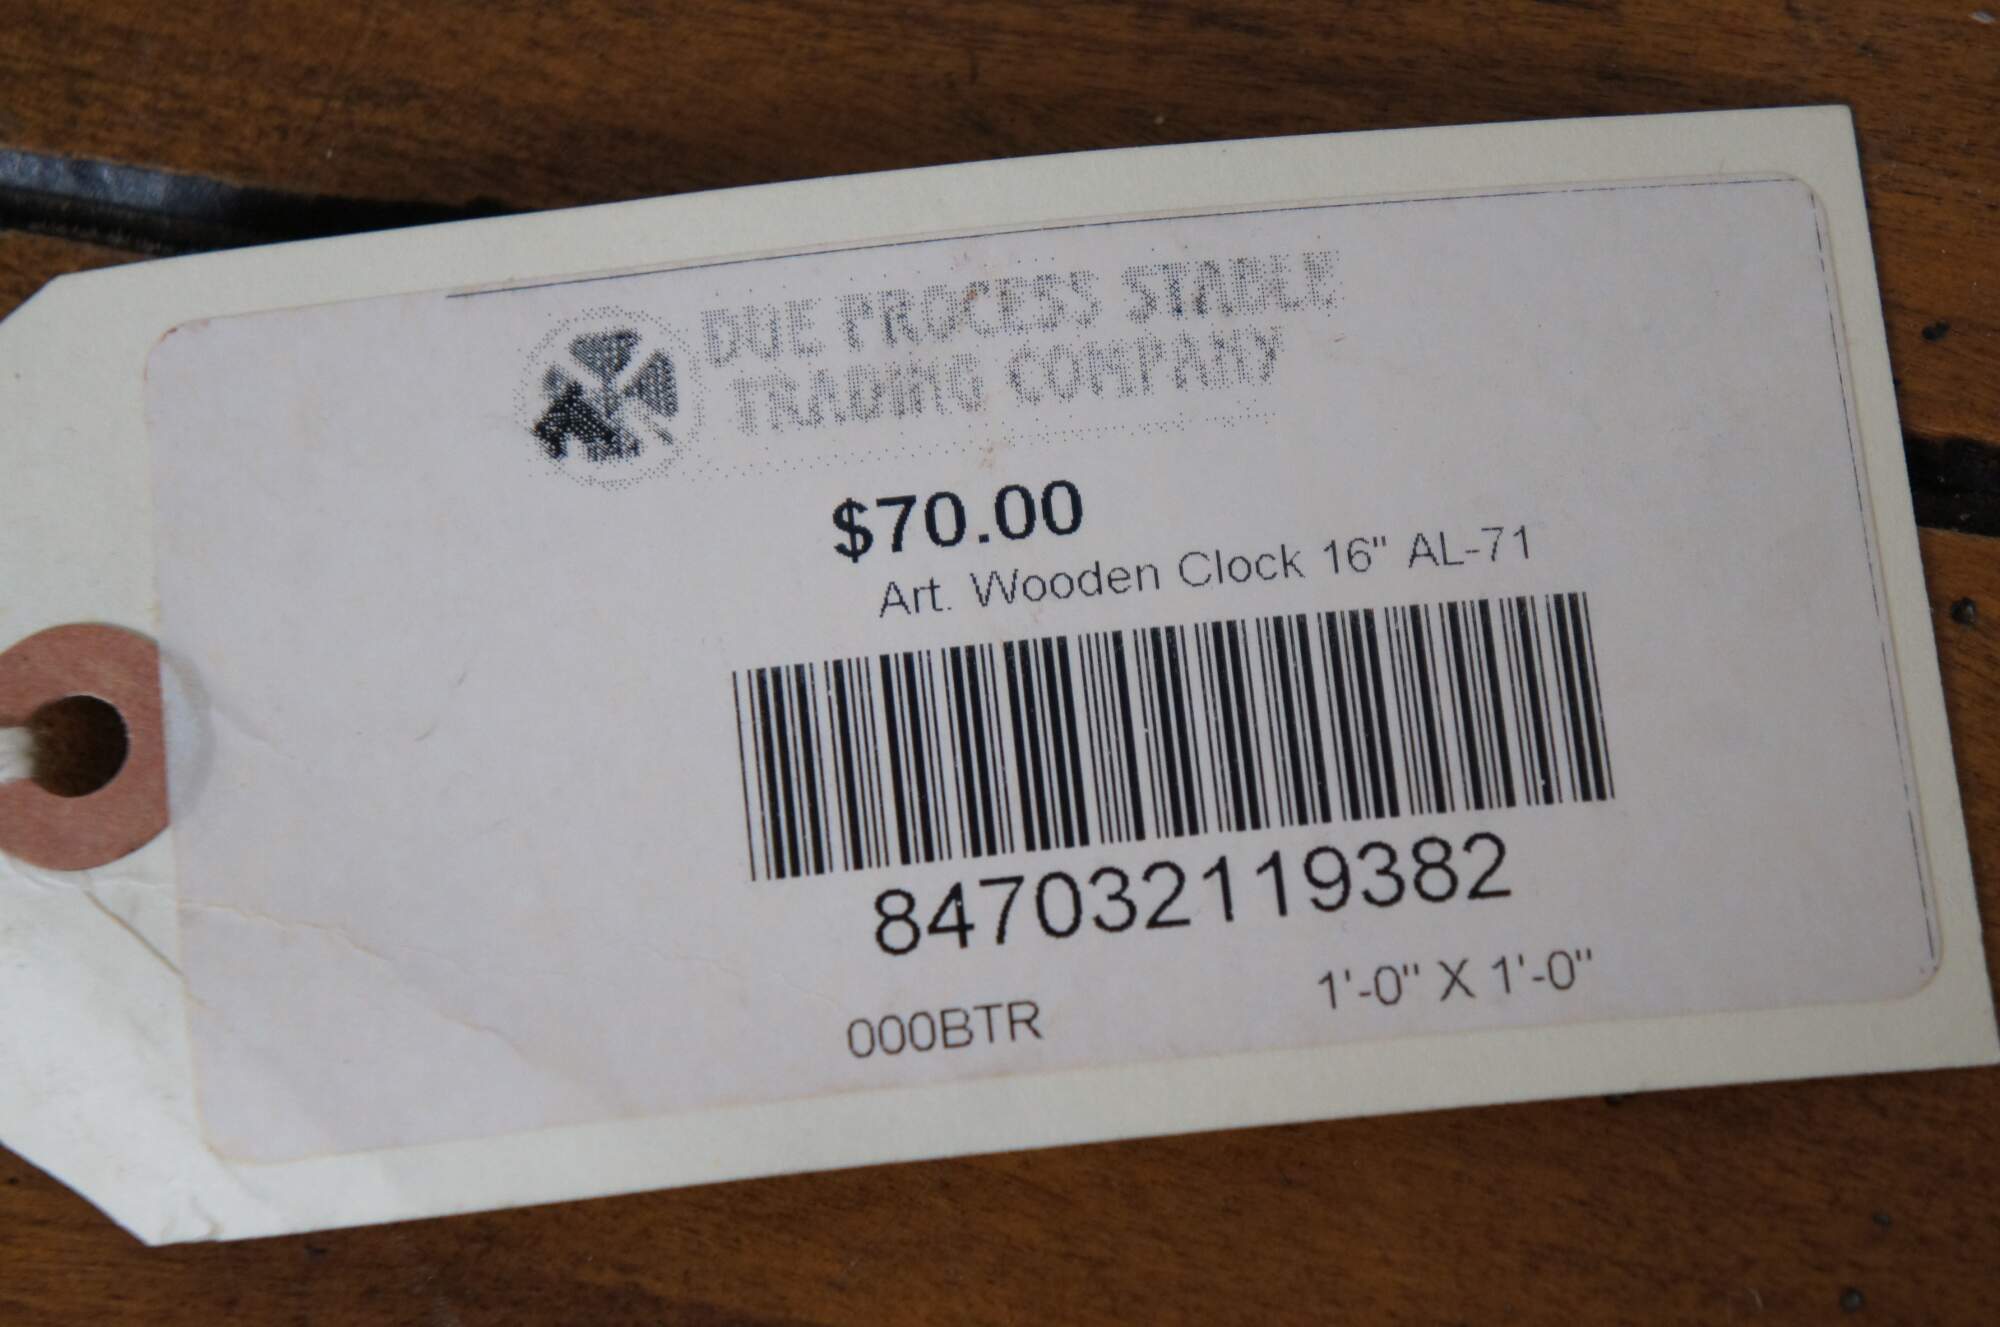 DUE PROCESS STABLE
TRADING COMPANY
$70.00
Art. Wooden Clock 16" AL-71
847032119382
000BTR
1'-0" X 1'-0"